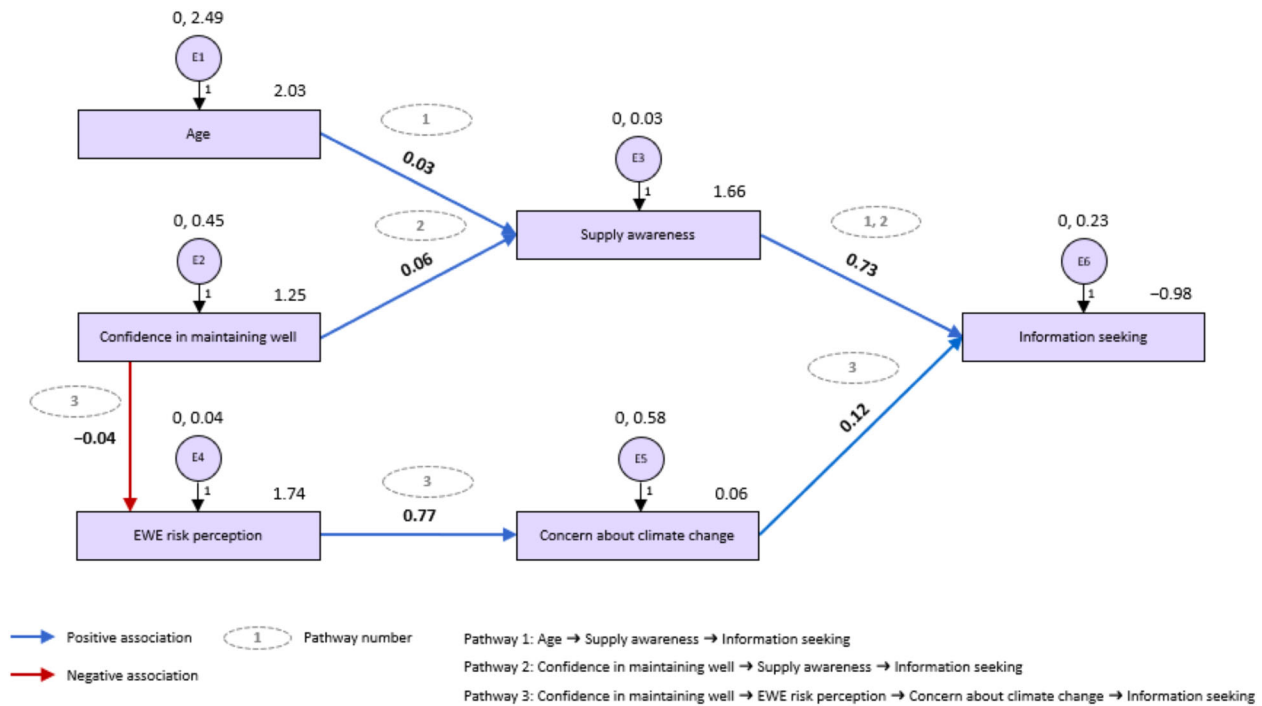 0, 2.49
E1
1
2.03
Age
1
0.03
0, 0.03
E3
1
1.66
Supply awareness
0, 0.45
E2
1
1.25
Confidence in maintaining well
2
0.06
1, 2
0.73
0, 0.23
E6
1
−0.98
Information seeking
3
−0.04
0, 0.04
E4
1
1.74
EWE risk perception
3
0.77
0, 0.58
E5
1
0.06
Concern about climate change
3
0.12
Positive association
1
Pathway number
Negative association
Pathway 1: Age → Supply awareness → Information seeking
Pathway 2: Confidence in maintaining well → Supply awareness → Information seeking
Pathway 3: Confidence in maintaining well → EWE risk perception → Concern about climate change → Information seeking